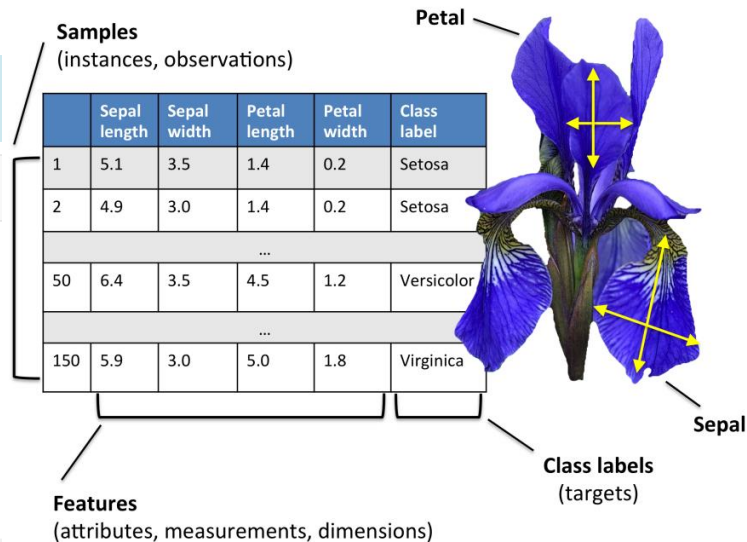 Samples
(instances, observations)
Petal
Sepal length Sepal width Petal length Petal width Class label
1 5.1 3.5 1.4 0.2 Setosa
2 4.9 3.0 1.4 0.2 Setosa
...
50 6.4 3.5 4.5 1.2 Versicolor
...
150 5.9 3.0 5.0 1.8 Virginica
Sepal
Class labels
(targets)
Features
(attributes, measurements, dimensions)